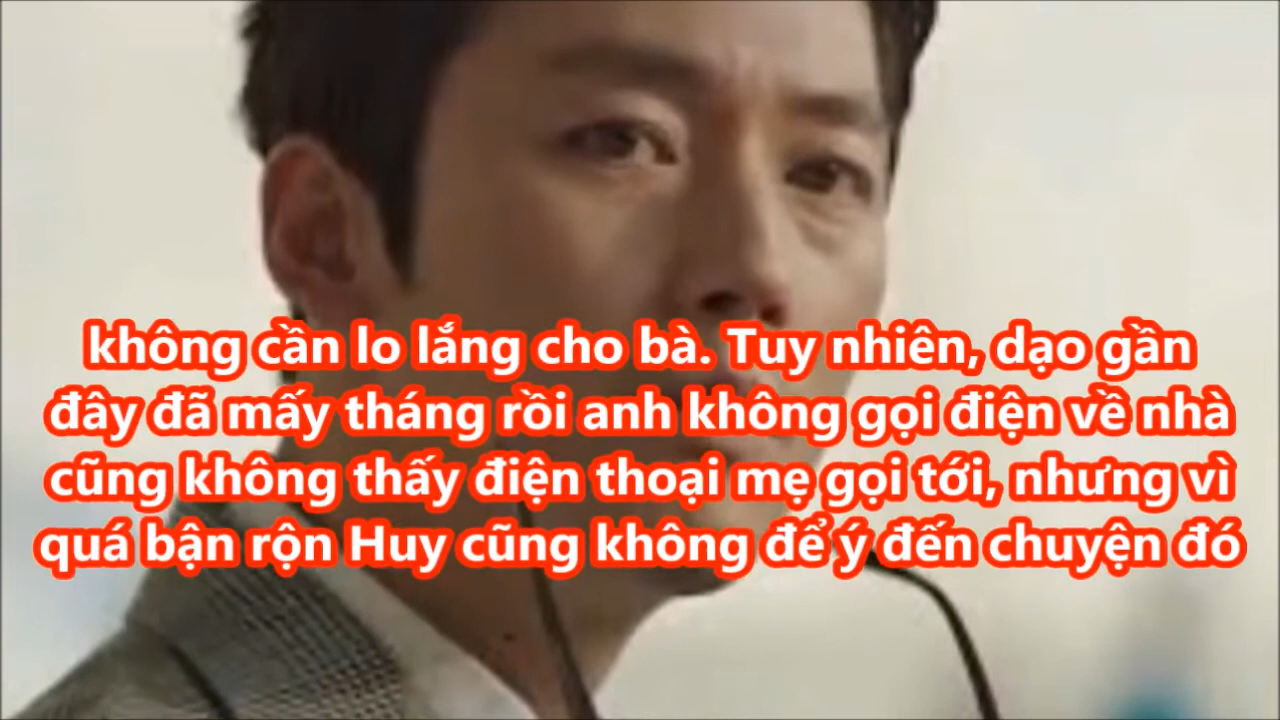 không cần lo lắng cho bà. Tuy nhiên, dạo gần
đây đã mấy tháng rồi anh không gọi điện về nhà
cũng không thấy điện thoại mẹ gọi tới, nhưng vì
quá bận rộn Huy cũng không để ý đến chuyện đó